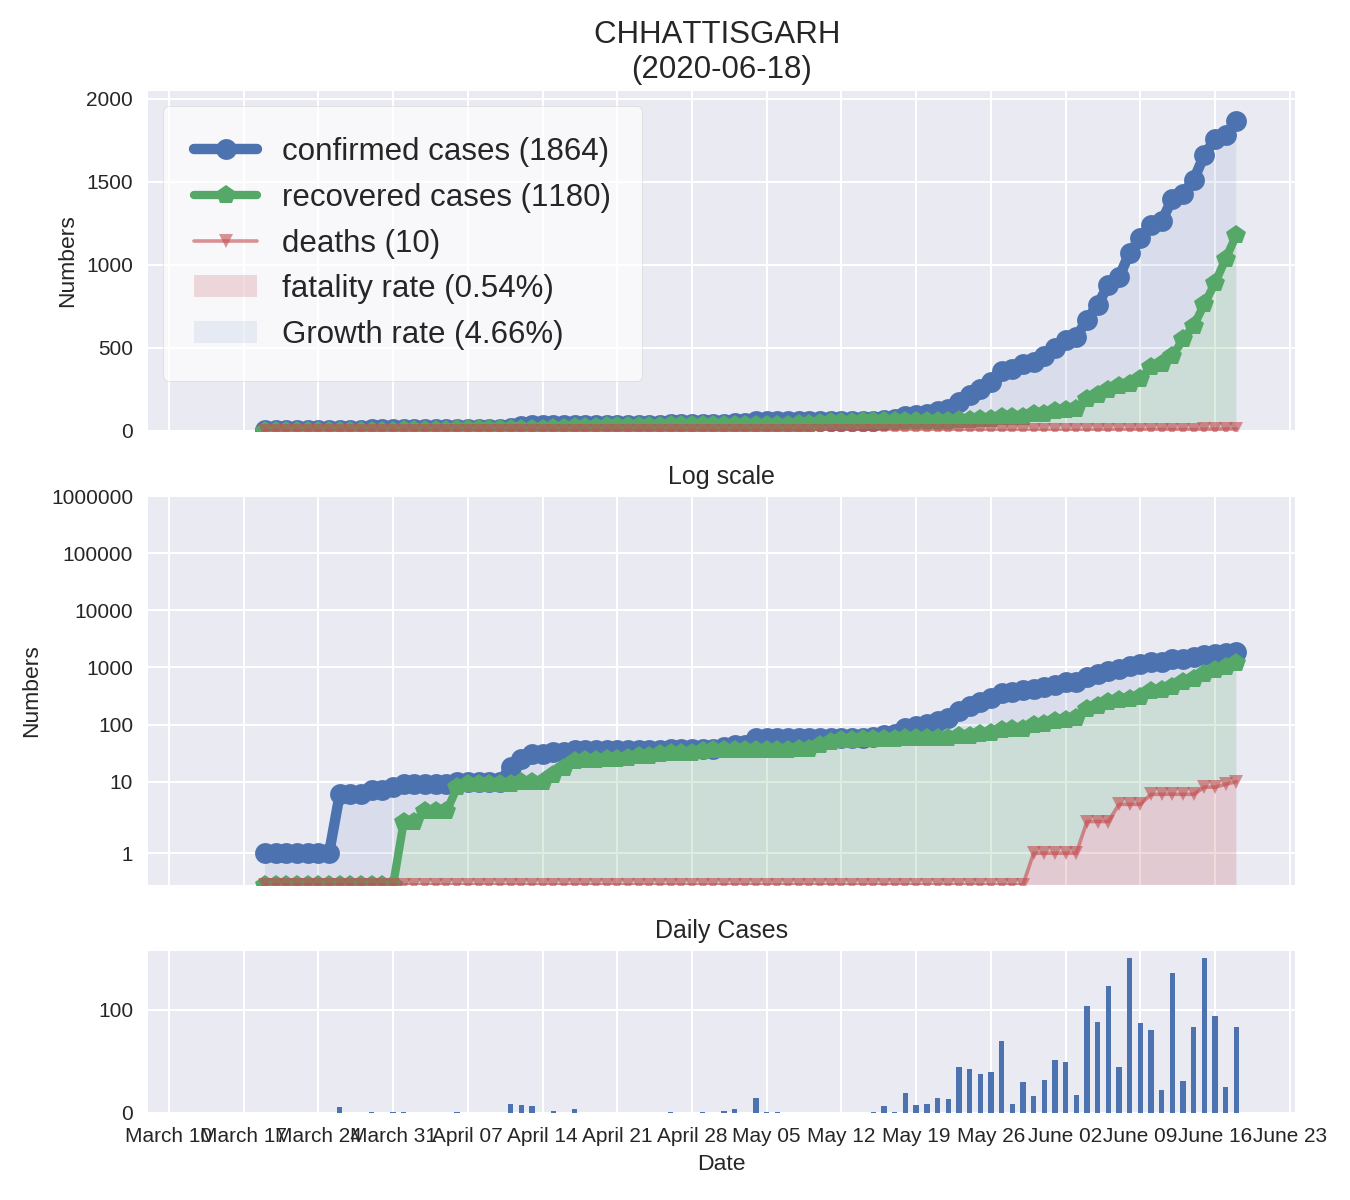 CHHATTISGARH
(2020-06-18)
2000
1500
1000
500
0
Numbers
confirmed cases (1864)
recovered cases (1180)
deaths (10)
fatality rate (0.54%)
Growth rate (4.66%)
Log scale
1000000
100000
10000
1000
100
10
1
Numbers
Daily Cases
100
0
March 10 March 17 March 24 March 31 April 07 April 14 April 21 April 28 May 05 May 12 May 19 May 26 June 02 June 09 June 16 June 23
Date